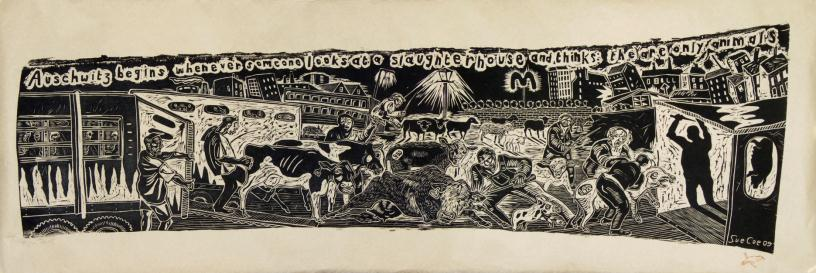 Auschwitz begins whenever someone looks at a slaughterhouse and thinks: they are only animals
M
Sue Coe 09